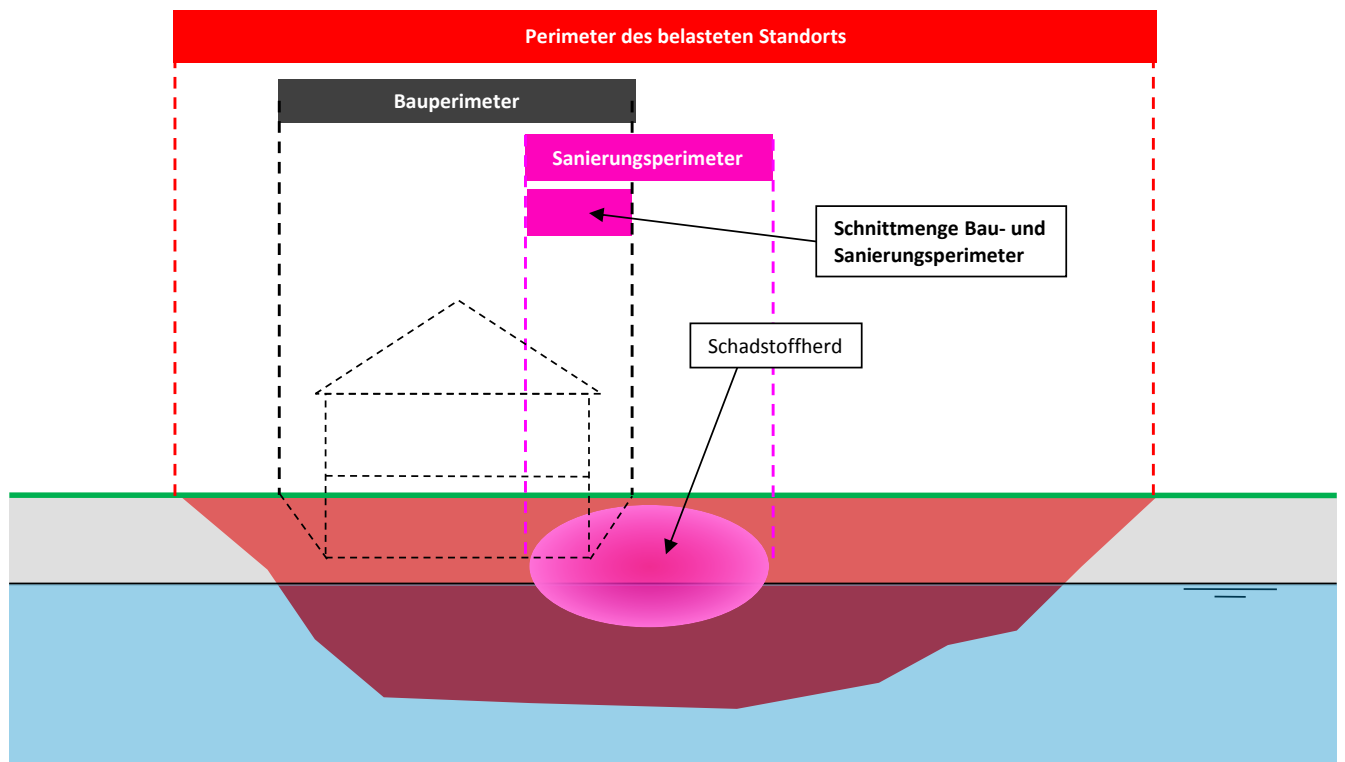 Perimeter des belasteten Standorts
Bauperimeter
Sanierungsperimeter
Schnittmenge Bau- und
Sanierungsperimeter
Schadstoffherd